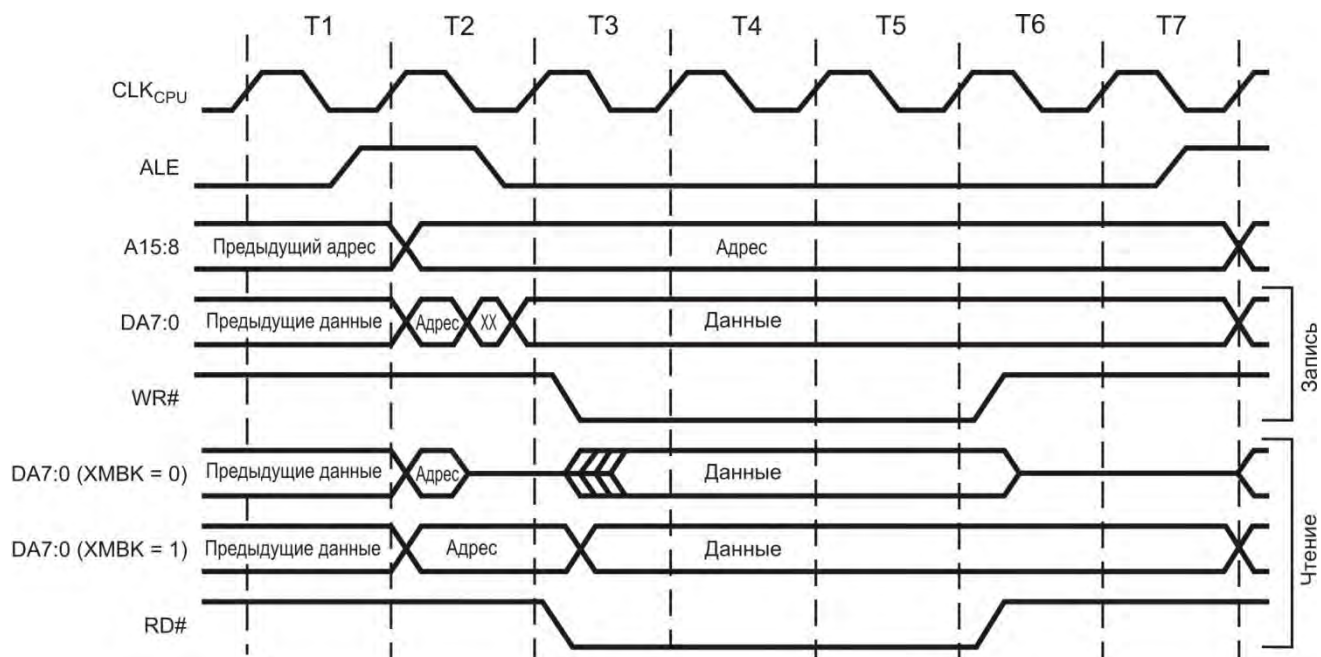 T1 T2 T3 T4 T5 T6 T7
CLKCPU
ALE
A15:8 Предыдущий адрес Адрес
DA7:0 Предыдущие данные Адрес XX Данные
WR#
Запись
DA7:0 (XMBK = 0) Предыдущие данные Адрес Данные
DA7:0 (XMBK = 1) Предыдущие данные Адрес Данные
RD#
Чтение